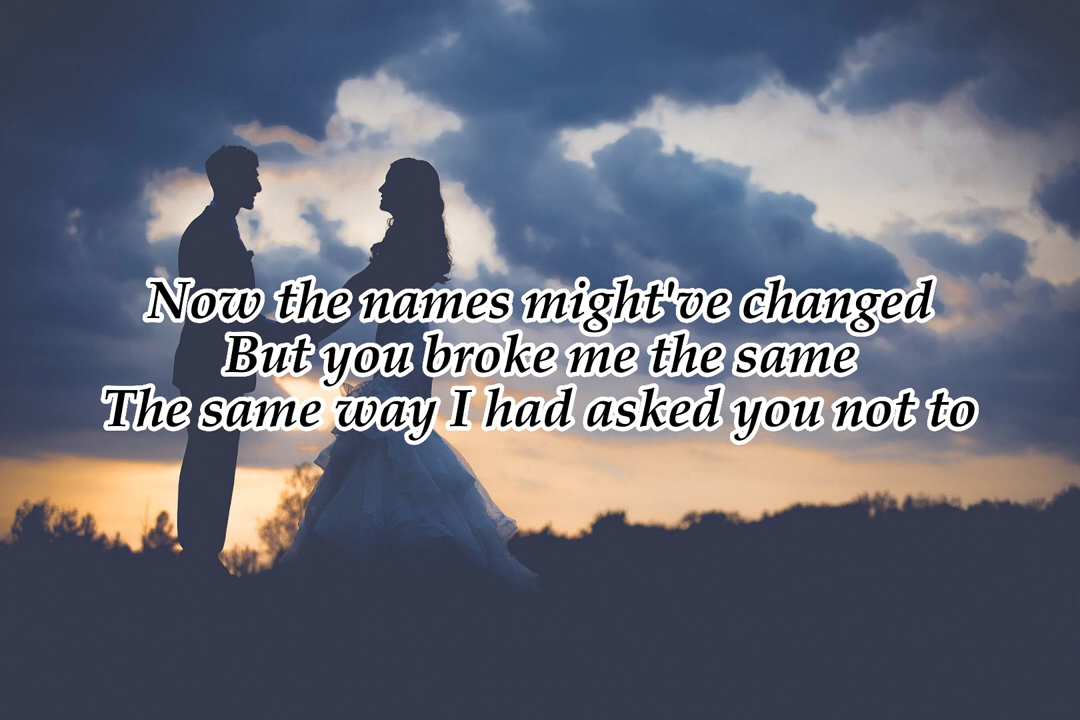 Now the names might've changed
But you broke me the same
The same way I had asked you not to